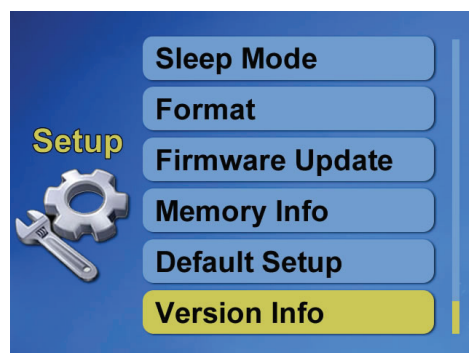 Setup
Sleep Mode
Format
Firmware Update
Memory Info
Default Setup
Version Info